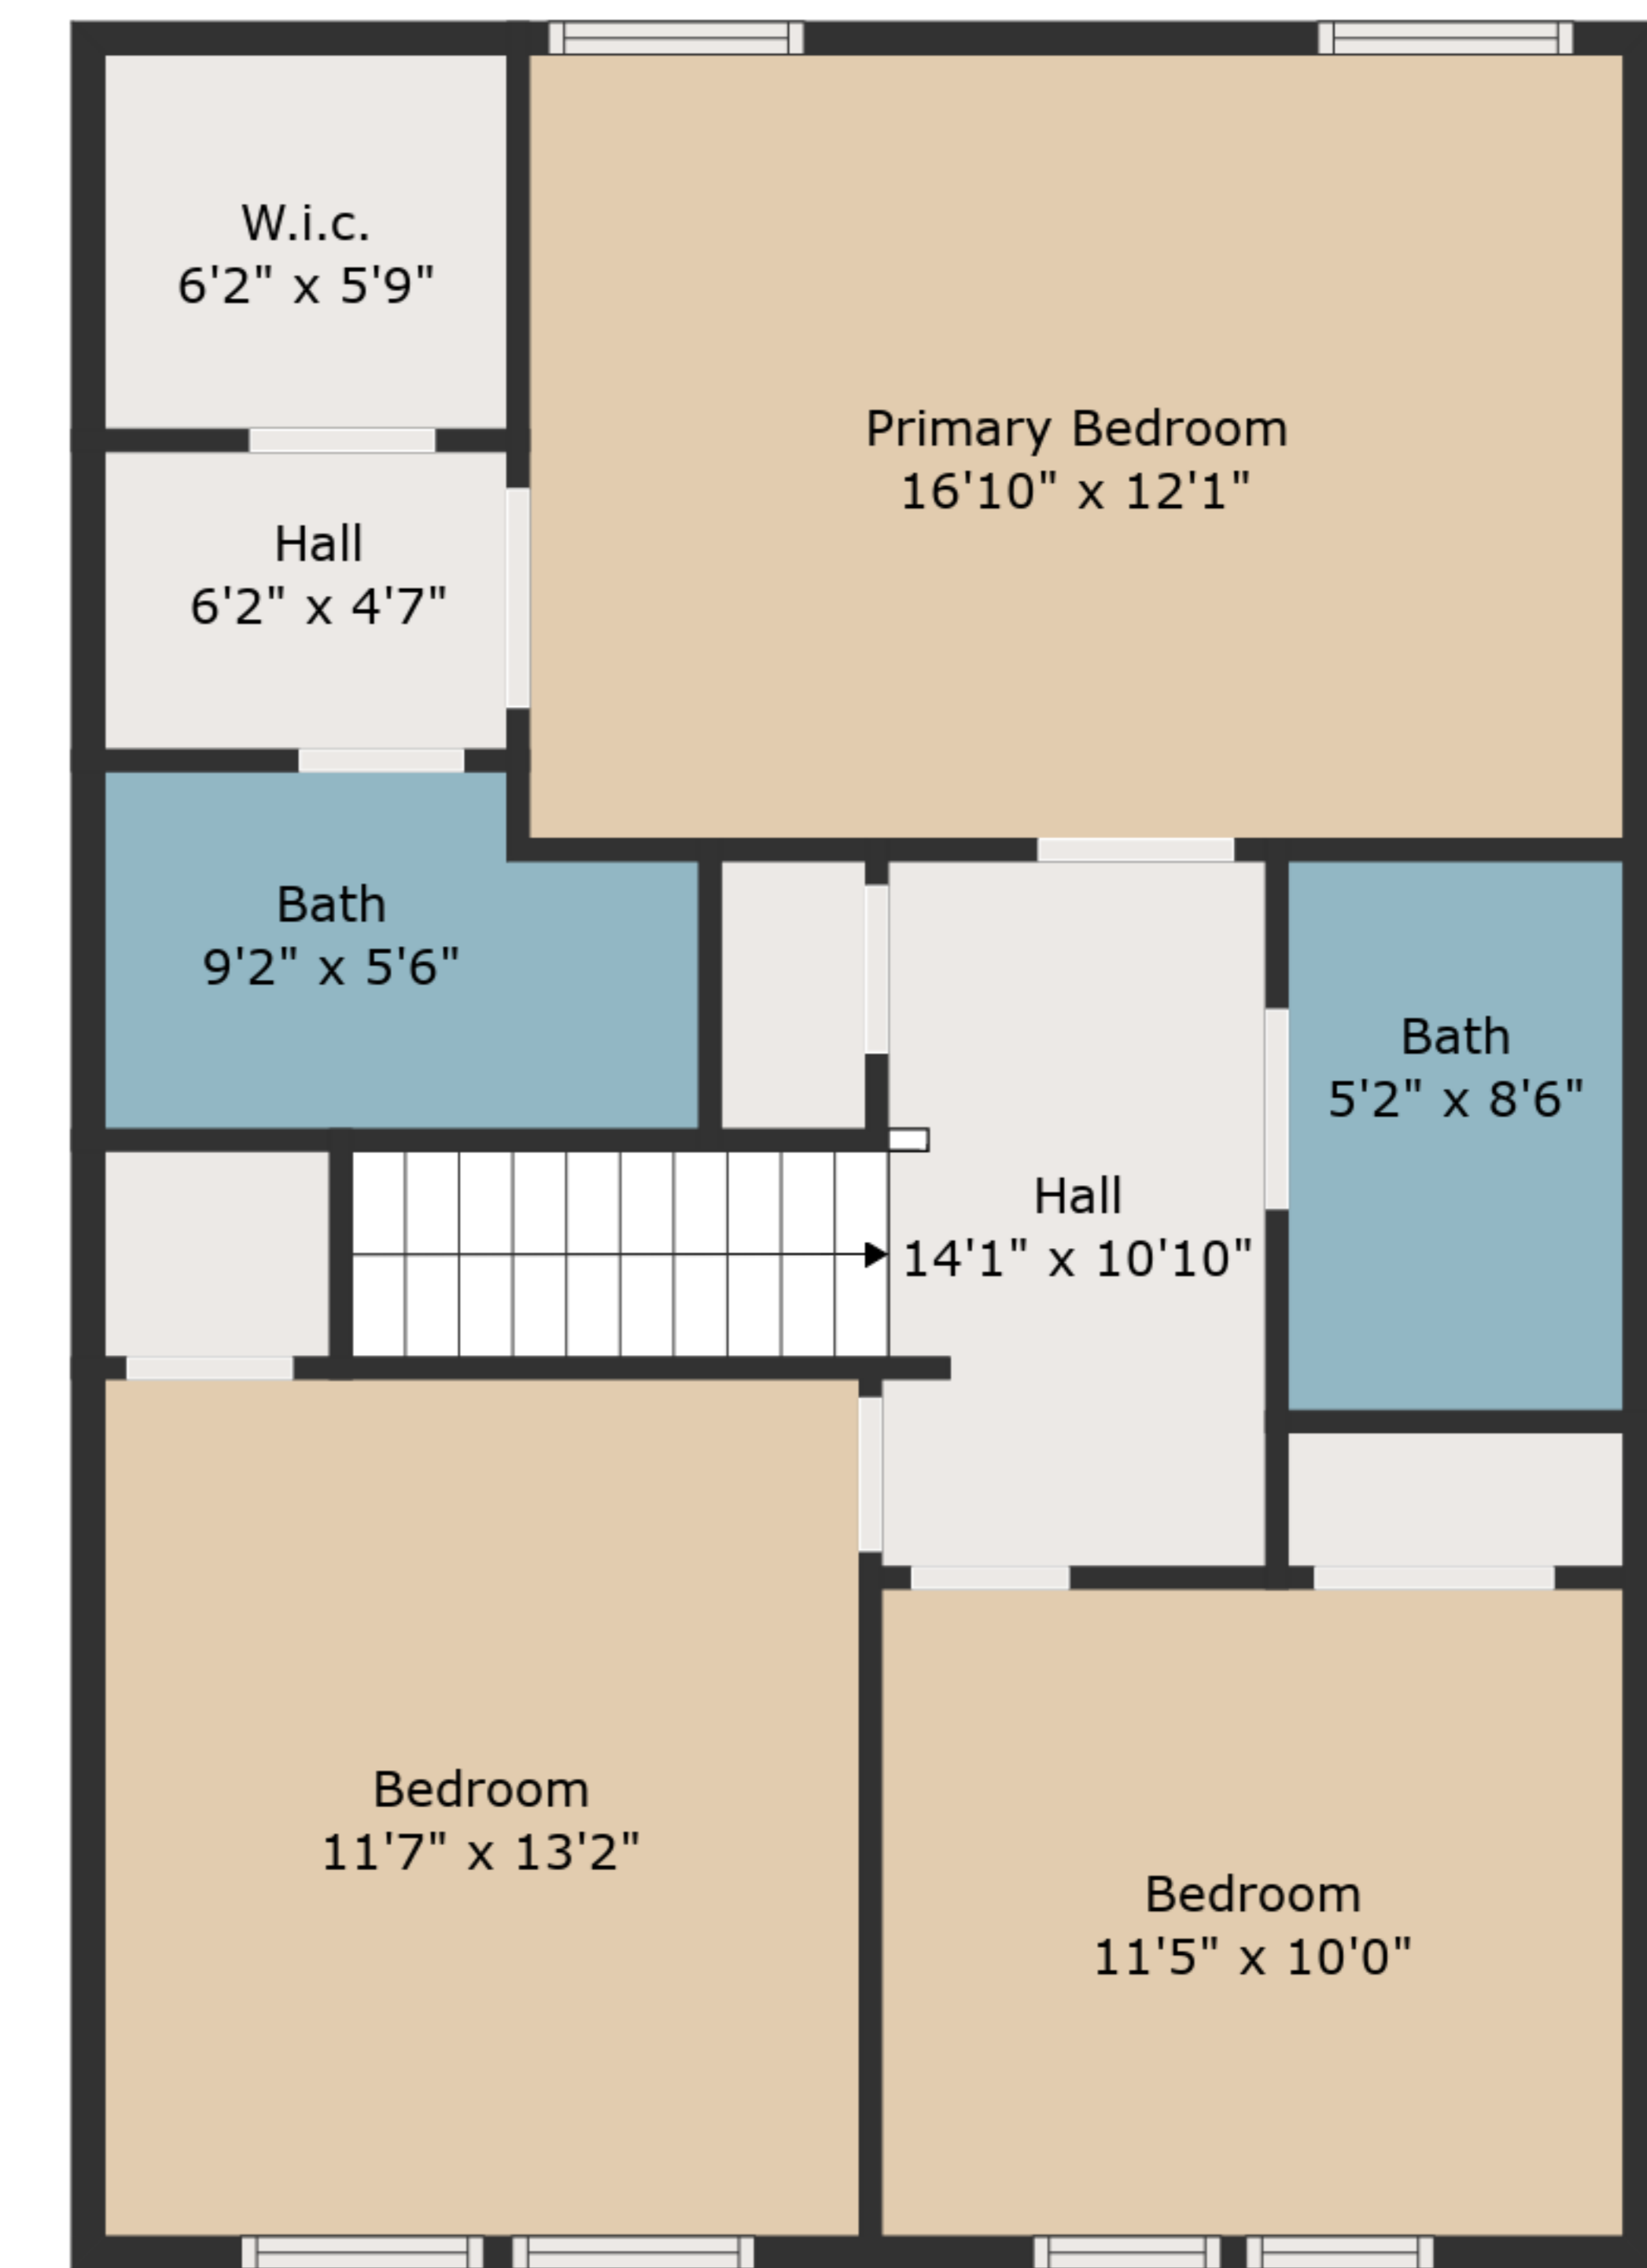 W.i.c.
6'2" x 5'9"
Primary Bedroom
16'10" x 12'1"
Hall
6'2" x 4'7"
Bath
9'2" x 5'6"
Bath
5'2" x 8'6"
Hall
14'1" x 10'10"
Bedroom
11'7" x 13'2"
Bedroom
11'5" x 10'0"